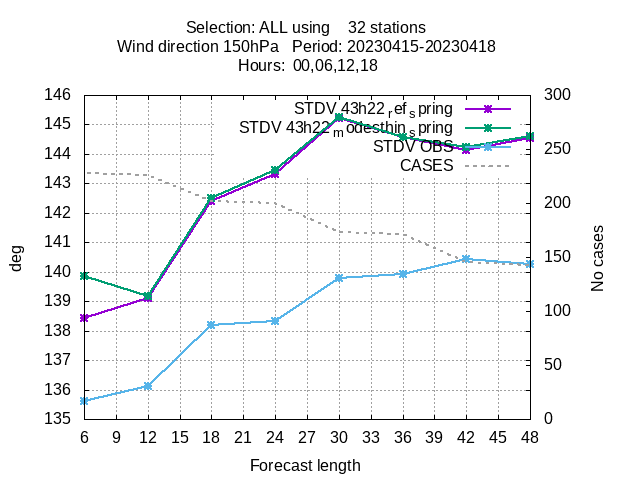 Selection: ALL using    32 stations
Wind direction 150hPa   Period: 20230415-20230418
Hours:  00,06,12,18
146
145
144
143
142
141
140
139
138
137
136
135
deg
STDV 43h22_ref_spring
STDV 43h22_modesthin_spring
STDV OBS
CASES
300
250
200
150
100
50
0
No cases
6 9 12 15 18 21 24 27 30 33 36 39 42 45 48
Forecast length